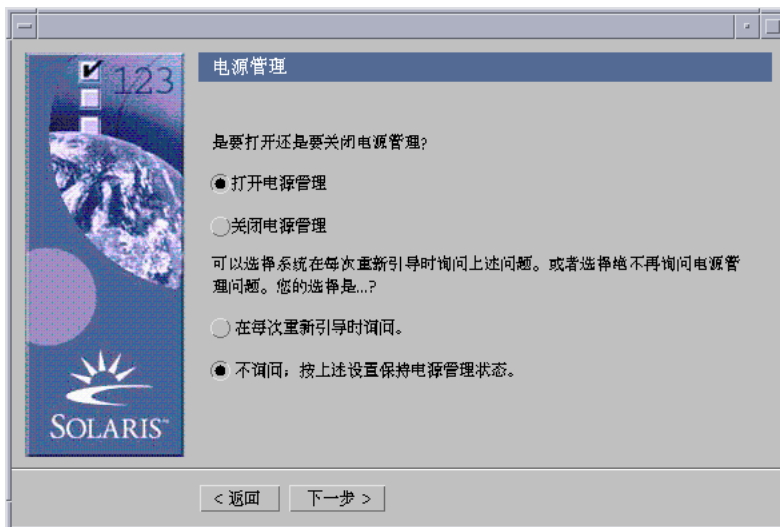 123
电源管理
是要打开还是要关闭电源管理?
打开电源管理
关闭电源管理
可以选择系统在每次重新引导时询问上述问题。或者选择绝不再询问电源管
理问题。您的选择是...?
在每次重新引导时询问。
不询问；按上述设置保持电源管理状态。
SOLARIS™
< 返回
下一步 >